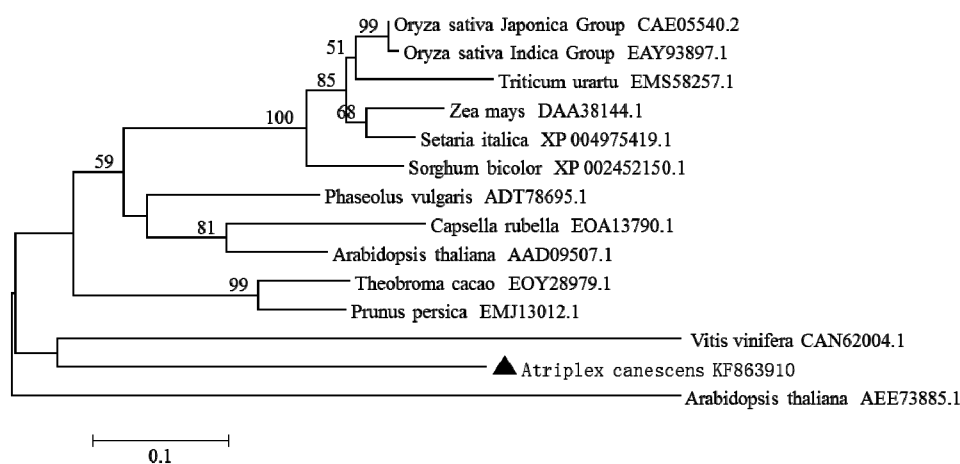 99 Oryza sativa Japonica Group CAE05540.2
51 Oryza sativa Indica Group EAY93897.1
85 Triticum urartu EMS58257.1
100 68 Zea mays DAA38144.1
Setaria italica XP 004975419.1
59 Sorghum bicolor XP 002452150.1
Phaseolus vulgaris ADT78695.1
81 Capsella rubella EOA13790.1
Arabidopsis thaliana AAD09507.1
99 Theobroma cacao EOY28979.1
Prunus persica EMJ13012.1
Vitis vinifera CAN62004.1
Atriplex canescens KF863910
Arabidopsis thaliana AEE73885.1
0.1